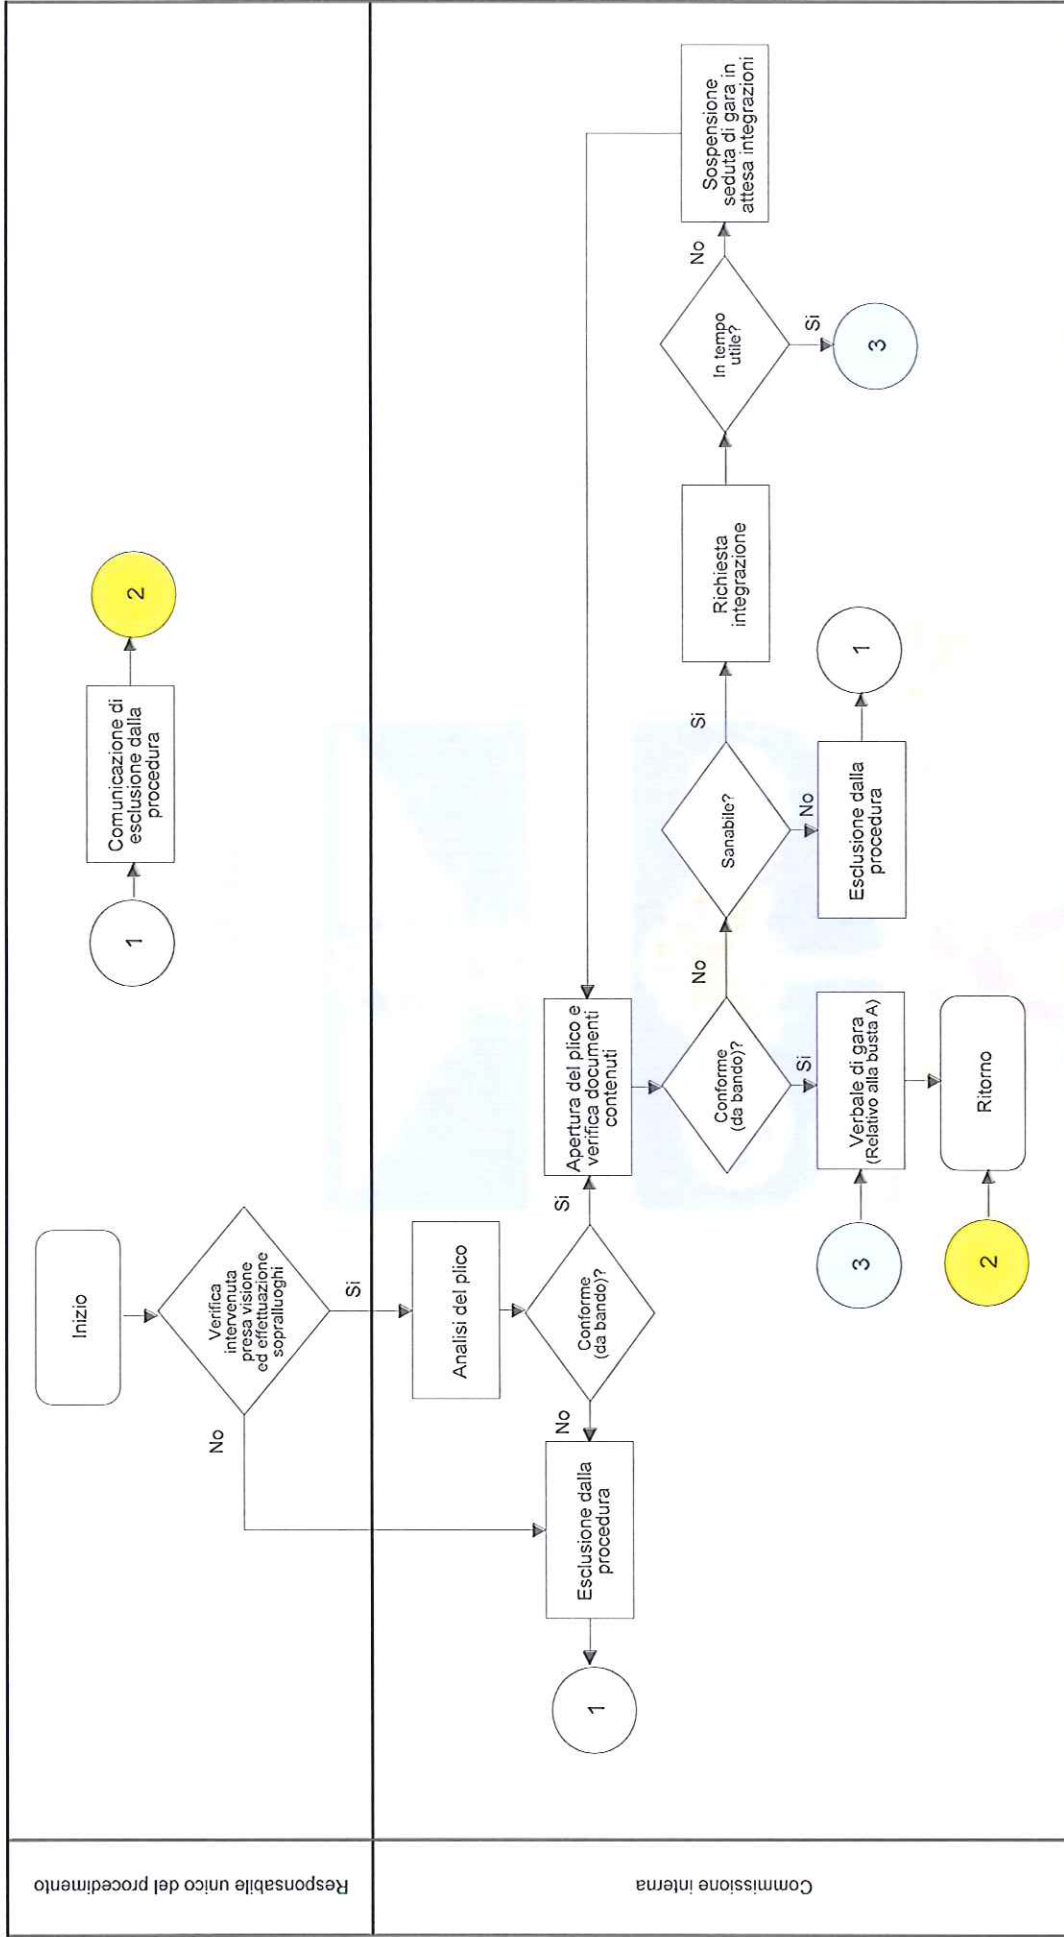 Responsabile unico del procedimento
Inizio
Verifica
intervenuta
presa visione
ed effettuazione
sopralluoghi
No
Si
1
Comunicazione di
esclusione dalla
procedura
2
Commissione interna
Analisi del plico
Conforme
(da bando)?
No
Si
Esclusione dalla
procedura
1
Apertura del plico e
verifica documenti
contenuti
Conforme
(da bando)?
No
Si
Sanabile?
Si
No
Richiesta
integrazione
In tempo
utile?
No
Si
Sospensione
seduta di gara in
attesa integrazioni
3
Esclusione dalla
procedura
1
3
Verbale di gara
(Relativo alla busta A)
2
Ritorno